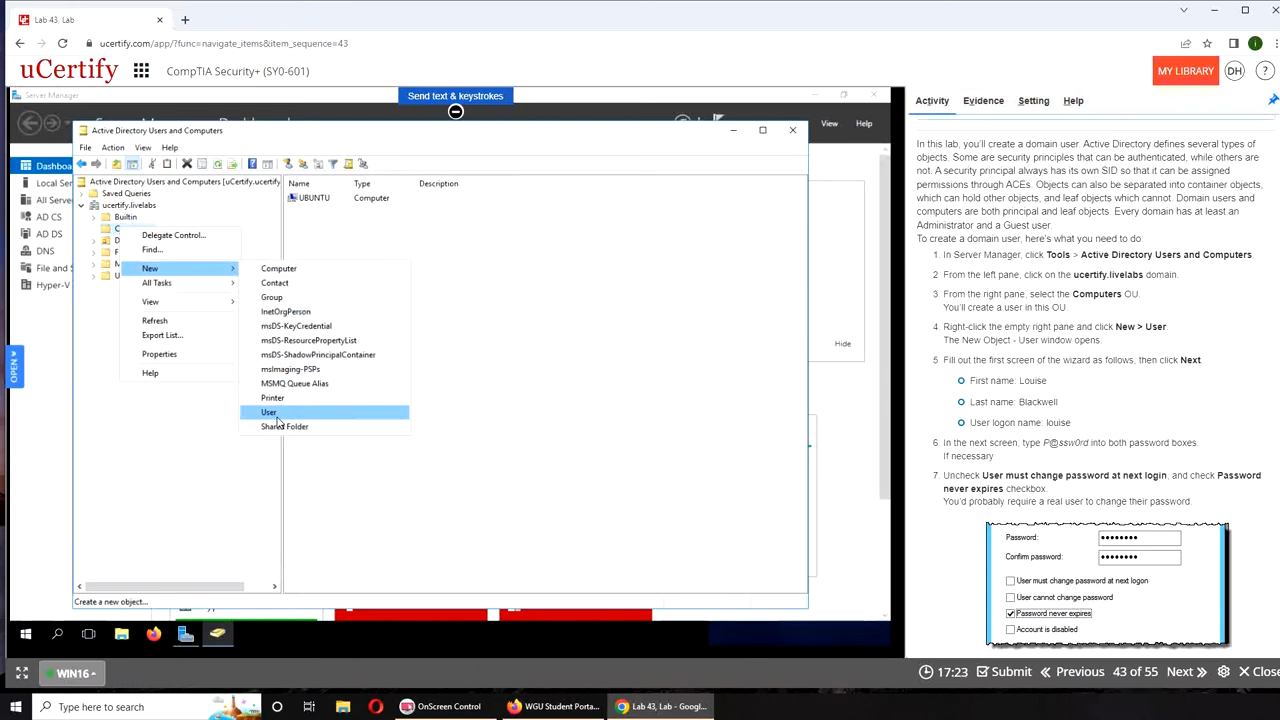 Lab 43, Lab
ucertify.com/app/?func=navigate_items&item_sequence=43
uCertify
CompTIA Security+ (SY0-601)
MY LIBRARY
DH
?
Server Manager
Send text & keystrokes
Activity
Evidence
Setting
Help
View
Help
Active Directory Users and Computers
File
Action
View
Help
Dashboa
Local Ser
All Server
AD CS
AD DS
DNS
File and
Hyper-V
Active Directory Users and Computers [uCertify.ucertify
Saved Queries
ucertify.livelabs
Builtin
Name
Type
Description
UBUNTU
Computer
Delegate Control...
Find...
New
All Tasks
View
Refresh
Export List...
Properties
Help
Computer
Contact
Group
InetOrgPerson
msDS-KeyCredential
msDS-ResourcePropertyList
msDS-ShadowPrincipalContainer
msImaging-PSPs
MSMQ Queue Alias
Printer
User
Shared Folder
Hide
Create a new object...
OPEN
In this lab, you'll create a domain user. Active Directory defines several types of
objects. Some are security principles that can be authenticated, while others are
not. A security principal always has its own SID so that it can be assigned
permissions through ACEs. Objects can also be separated into container objects,
which can hold other objects, and leaf objects which cannot. Domain users and
computers are both principal and leaf objects. Every domain has at least an
Administrator and a Guest user.
To create a domain user, here's what you need to do:
1. In Server Manager, click Tools > Active Directory Users and Computers
2 From the left pane, click on the ucertify.livelabs domain.
3 From the right pane, select the Computers OU.
You'll create a user in this OU.
4 Right-click the empty right pane and click New > User.
The New Object - User window opens.
5 Fill out the first screen of the wizard as follows, then click Next:
First name: Louise
Last name: Blackwell
User logon name: louise
6. In the next screen, type P@ssw0rd into both password boxes.
If necessary
7. Uncheck User must change password at next login, and check Password
never expires checkbox.
You'd probably require a real user to change their password.
Password:
Confirm password:
User must change password at next logon
User cannot change password
Password never expires
Account is disabled
WIN16
17:23
Submit
Previous
43 of 55
Next
Close
Type here to search
OnScreen Control
WGU Student Porta...
Lab 43, Lab - Googl...